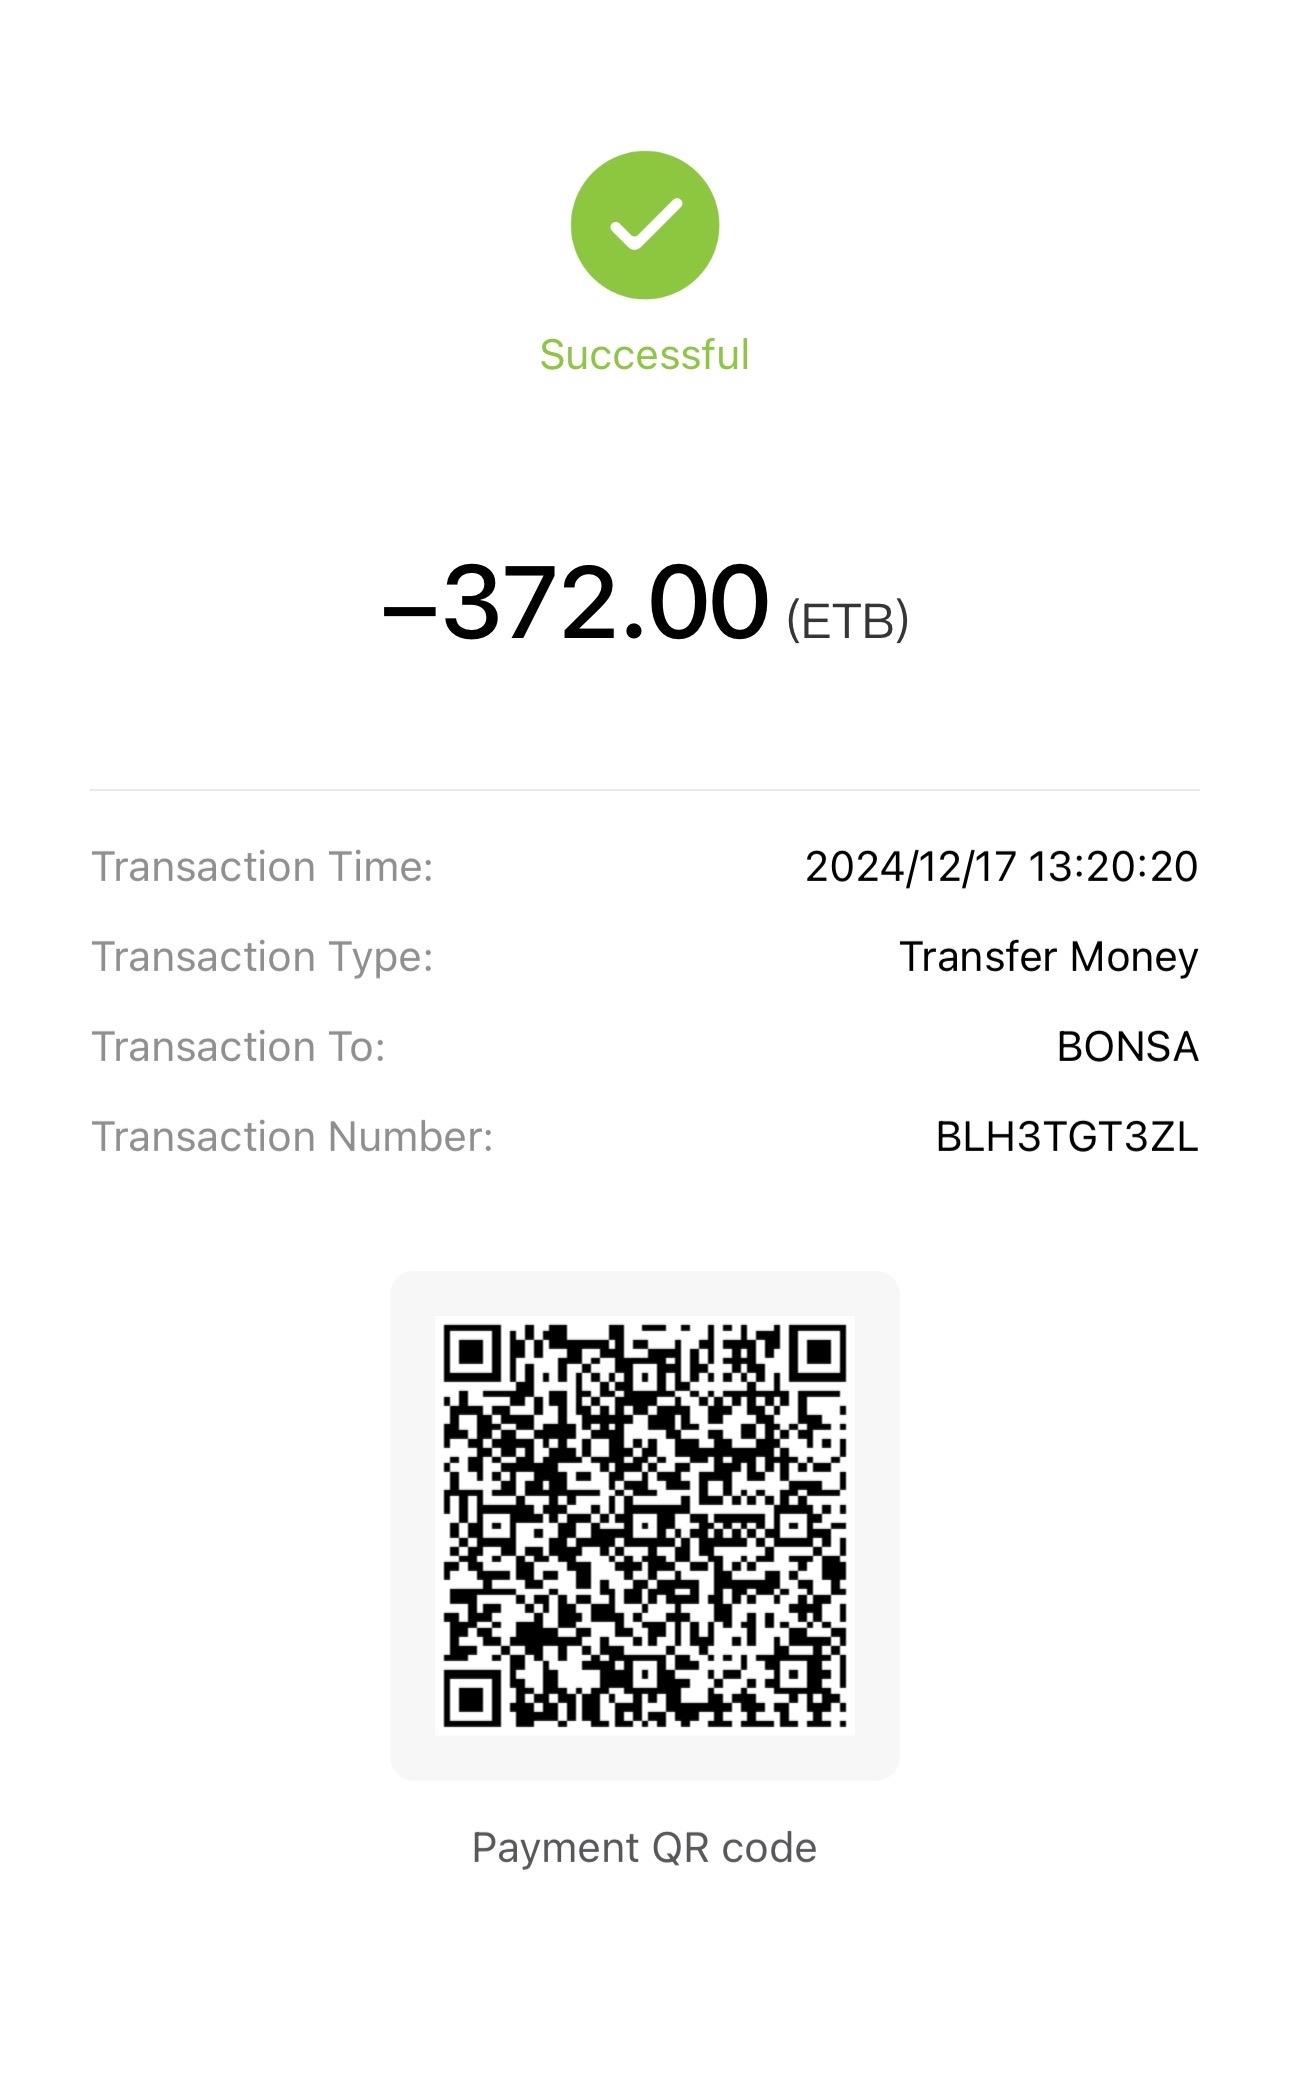 Successful
–372.00 (ETB)
Transaction Time: 2024/12/17 13:20:20
Transaction Type: Transfer Money
Transaction To: BONSA
Transaction Number: BLH3TGT3ZL
Payment QR code